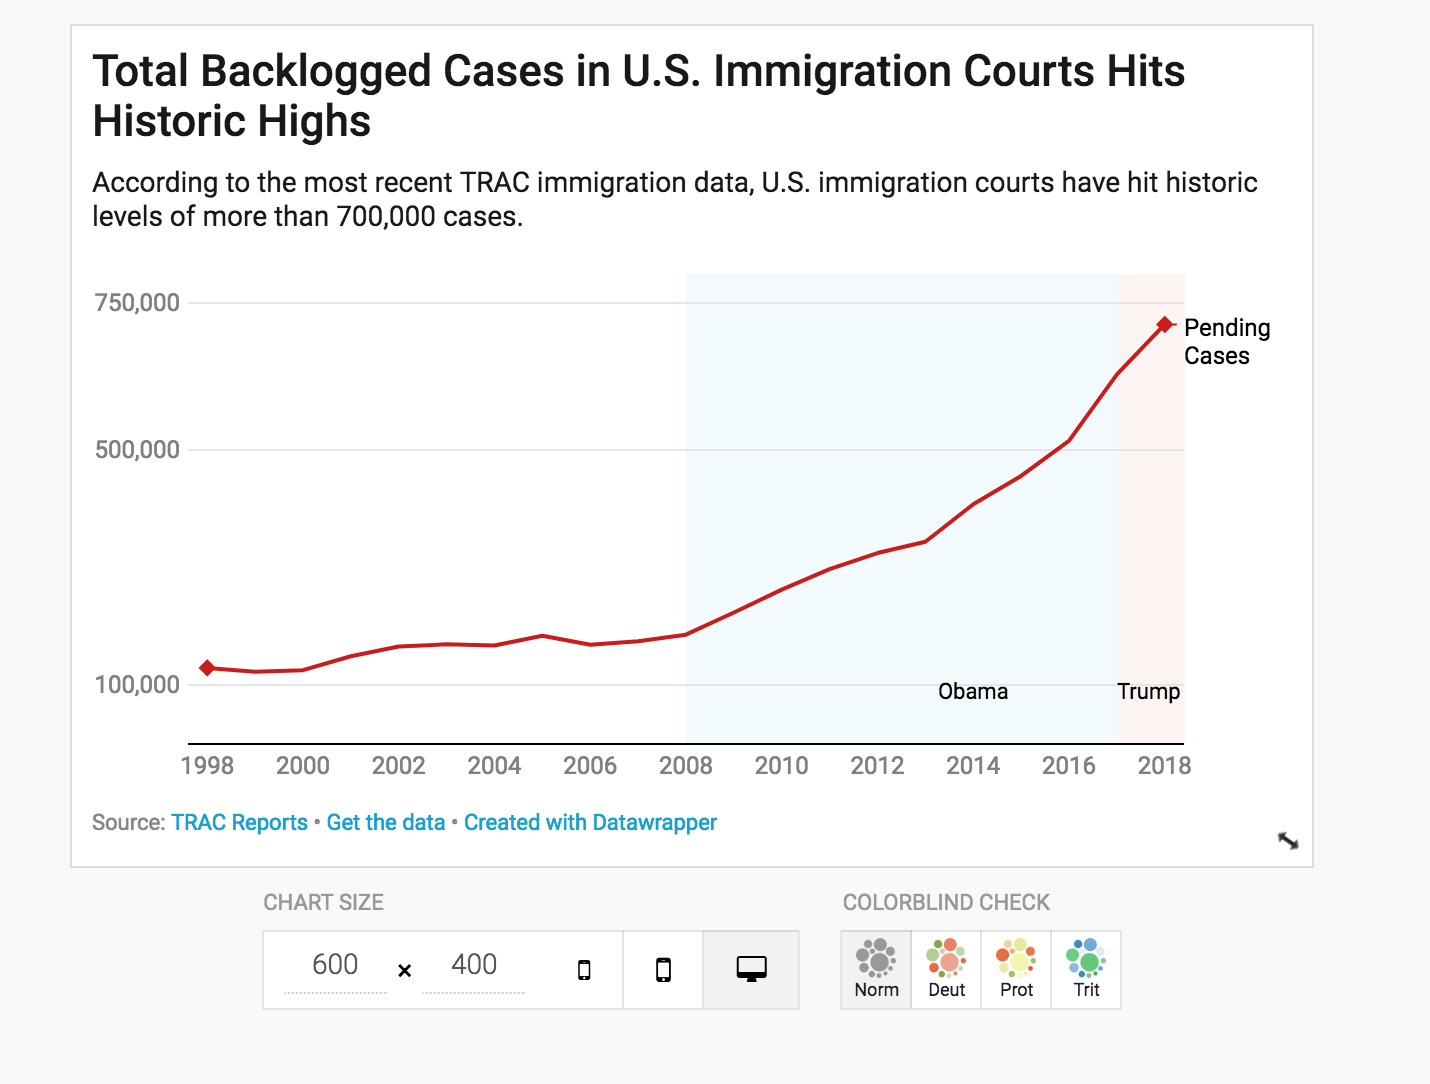 Total Backlogged Cases in U.S. Immigration Courts Hits
Historic Highs
According to the most recent TRAC immigration data, U.S. immigration courts have hit historic
levels of more than 700,000 cases.
750,000
Pending
Cases
500,000
100,000
Obama
Trump
1998 2000 2002 2004 2006 2008 2010 2012 2014 2016 2018
Source: TRAC Reports • Get the data • Created with Datawrapper
CHART SIZE
600 × 400
COLORBLIND CHECK
Norm Deut Prot Trit